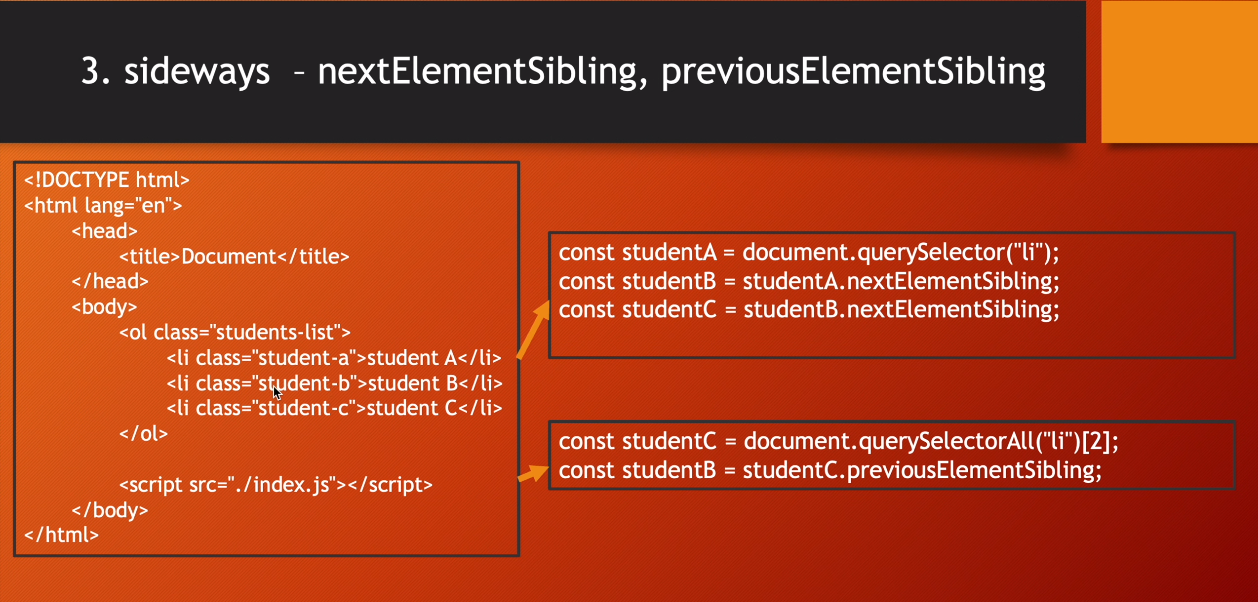 3. sideways – nextElementSibling, previousElementSibling
<!DOCTYPE html>
<html lang="en">
<head>
<title>Document</title>
</head>
<body>
<ol class="students-list">
<li class="student-a">student A</li>
<li class="student-b">student B</li>
<li class="student-c">student C</li>
</ol>
<script src="./index.js"></script>
</body>
</html>
const studentA = document.querySelector("li");
const studentB = studentA.nextElementSibling;
const studentC = studentB.nextElementSibling;
const studentC = document.querySelectorAll("li")[2];
const studentB = studentC.previousElementSibling;